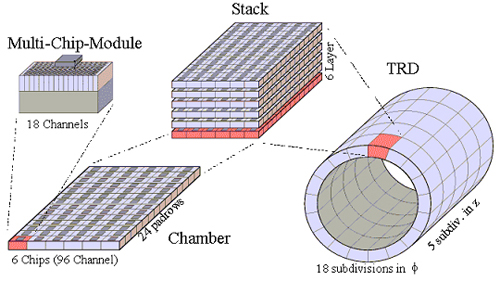 Stack
Multi-Chip-Module
6 Layer
TRD
18 Channels
24 padrows
Chamber
5 subdiv. in z
6 Chips (96 Channel)
18 subdivisions in ϕ